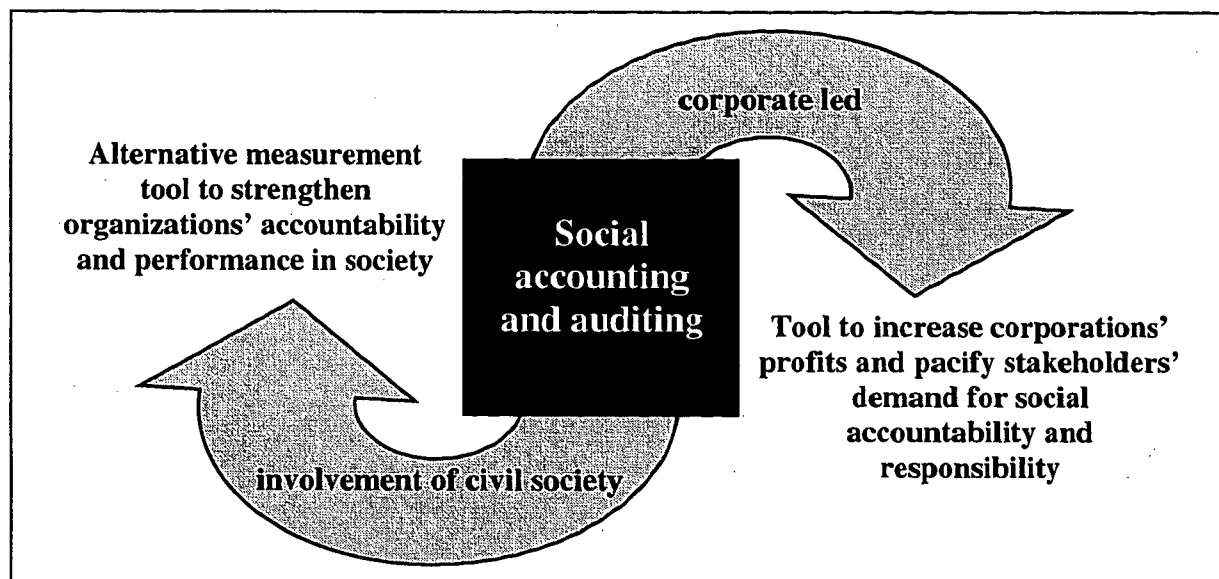 corporate led
Alternative measurement
tool to strengthen
organizations' accountability
and performance in society
Social
accounting
and auditing
Tool to increase corporations'
profits and pacify stakeholders'
demand for social
accountability and
responsibility
involvement of civil society